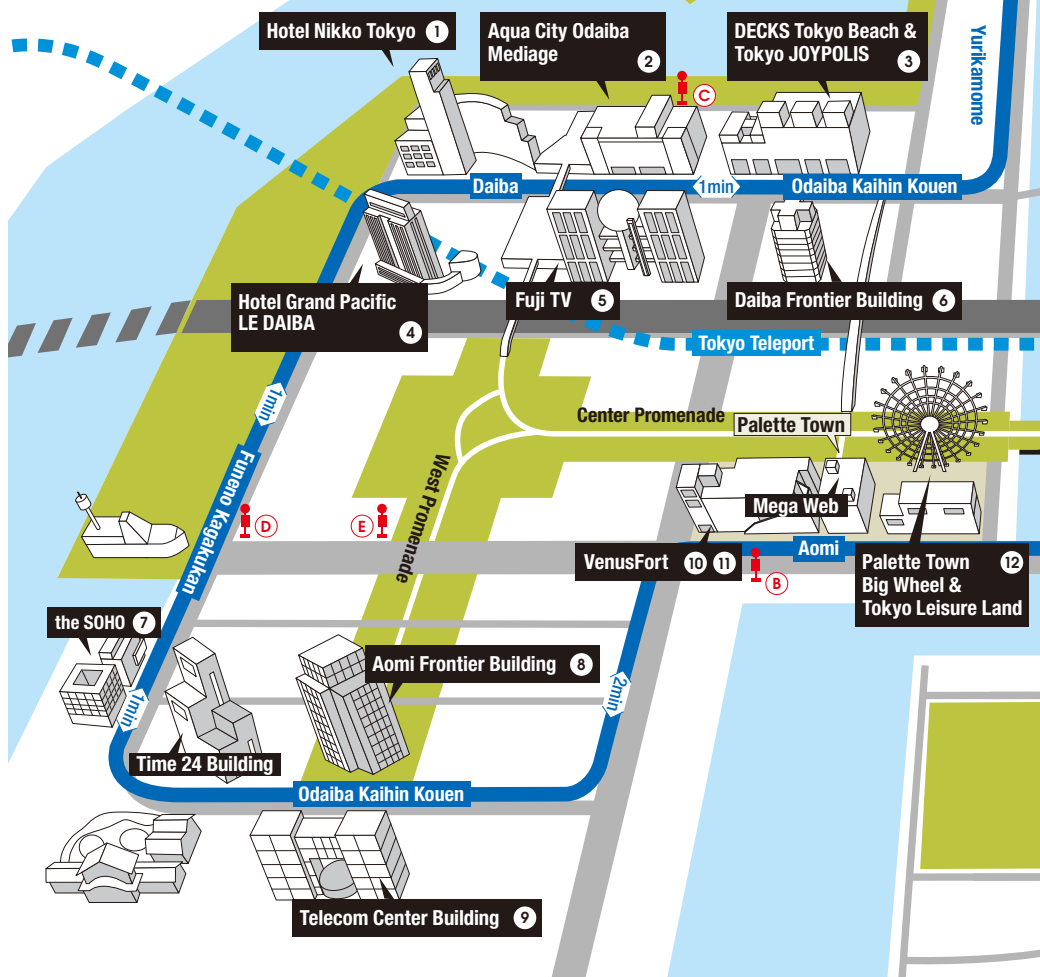 Hotel Nikko Tokyo 1
Aqua City Odaiba
Mediage 2
DECKS Tokyo Beach &
Tokyo JOYPOLIS 3
Yurikamome
C
Daiba
1min
Odaiba Kaihin Kouen
Hotel Grand Pacific
LE DAIBA 4
Fuji TV 5
Daiba Frontier Building 6
Tokyo Teleport
1min
Center Promenade
Palette Town
West Promenade
Funeno Kagakukan
Mega Web
D
E
VenusFort 10 11
Aomi
B
Palette Town 12
Big Wheel &
Tokyo Leisure Land
the SOHO 7
Aomi Frontier Building 8
1min
2min
Time 24 Building
Odaiba Kaihin Kouen
Telecom Center Building 9